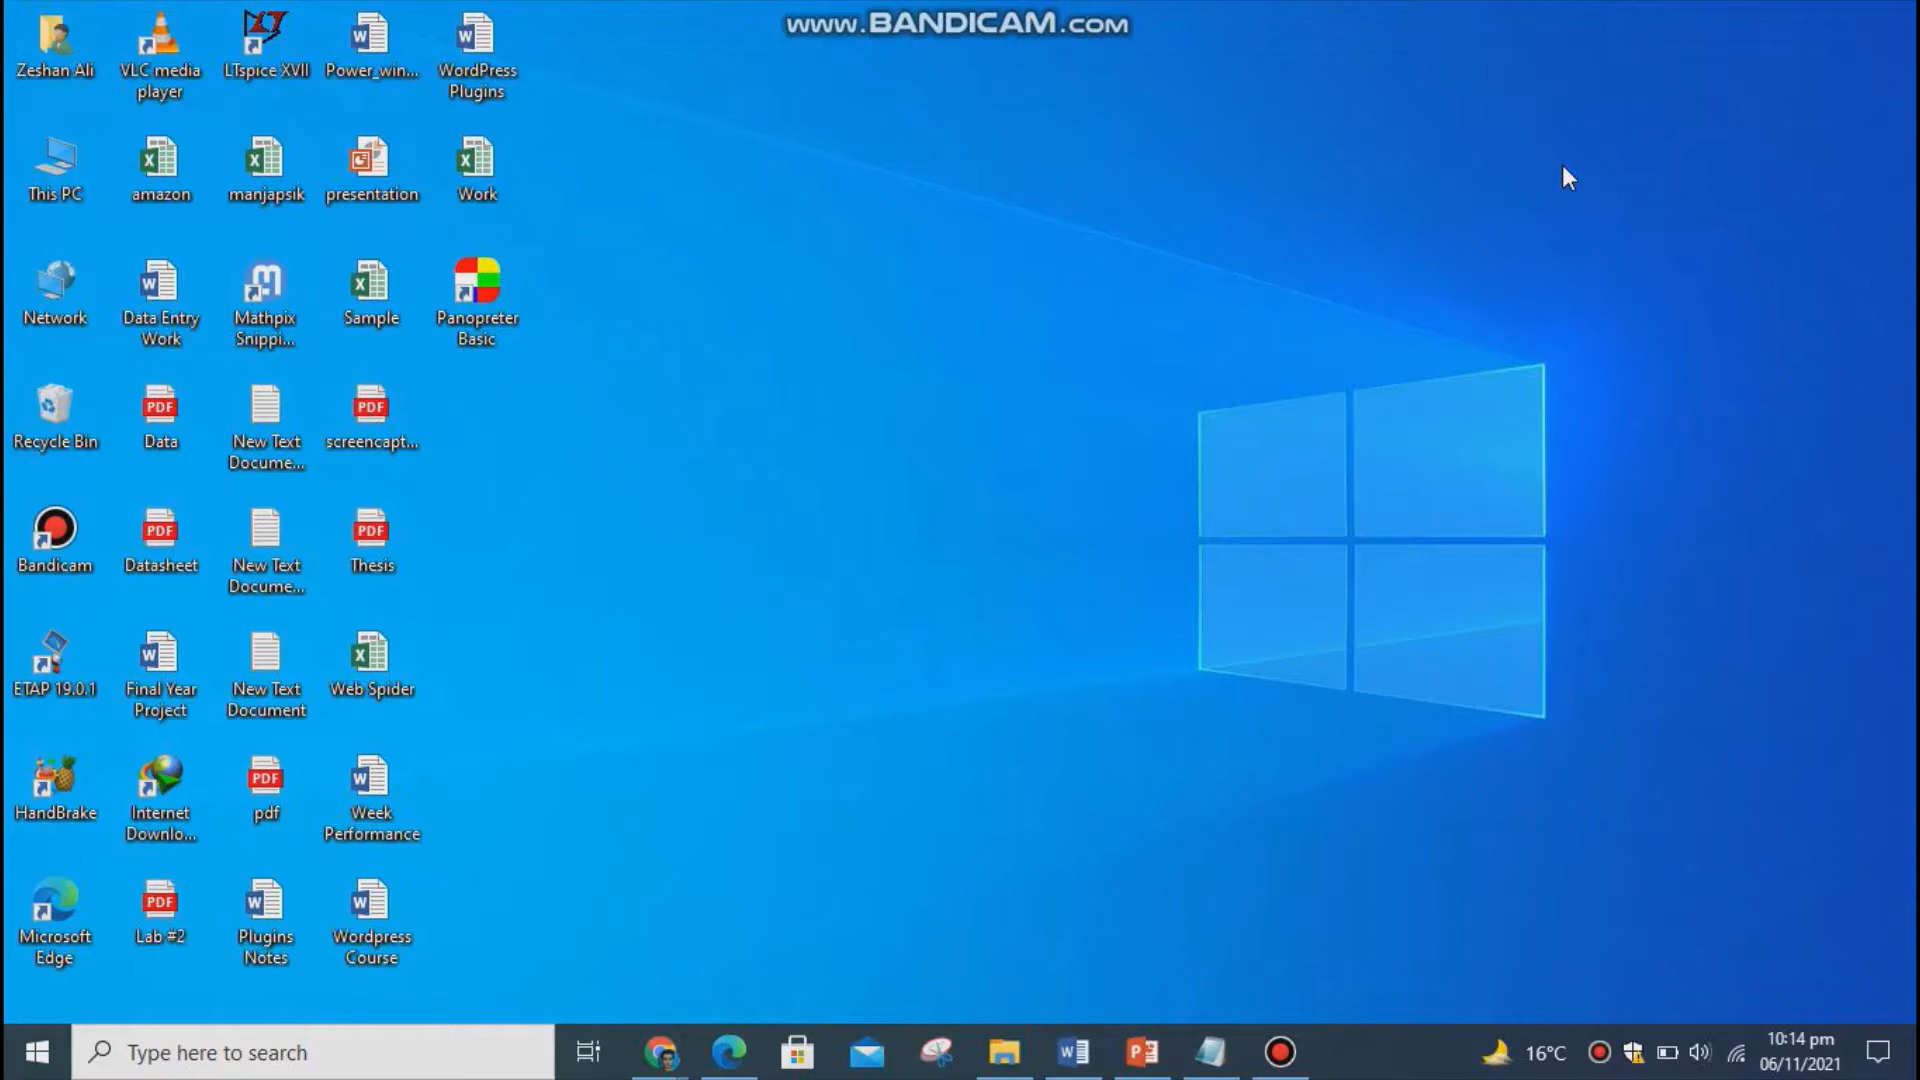 www.BANDICAM.com
Zeshan Ali
VLC media
player
LTspice XVII
Power_win...
WordPress
Plugins
This PC
amazon
manjapsik
presentation
Work
Network
Data Entry
Work
Mathpix
Snippi...
Sample
Panopreter
Basic
Recycle Bin
PDF
Data
New Text
Docume...
PDF
screencapt...
Bandicam
PDF
Datasheet
New Text
Docume...
PDF
Thesis
ETAP 19.0.1
Final Year
Project
New Text
Document
Web Spider
HandBrake
Internet
Downlo...
PDF
pdf
Week
Performance
Microsoft
Edge
PDF
Lab #2
Plugins
Notes
Wordpress
Course
Type here to search
16°C
10:14 pm
06/11/2021